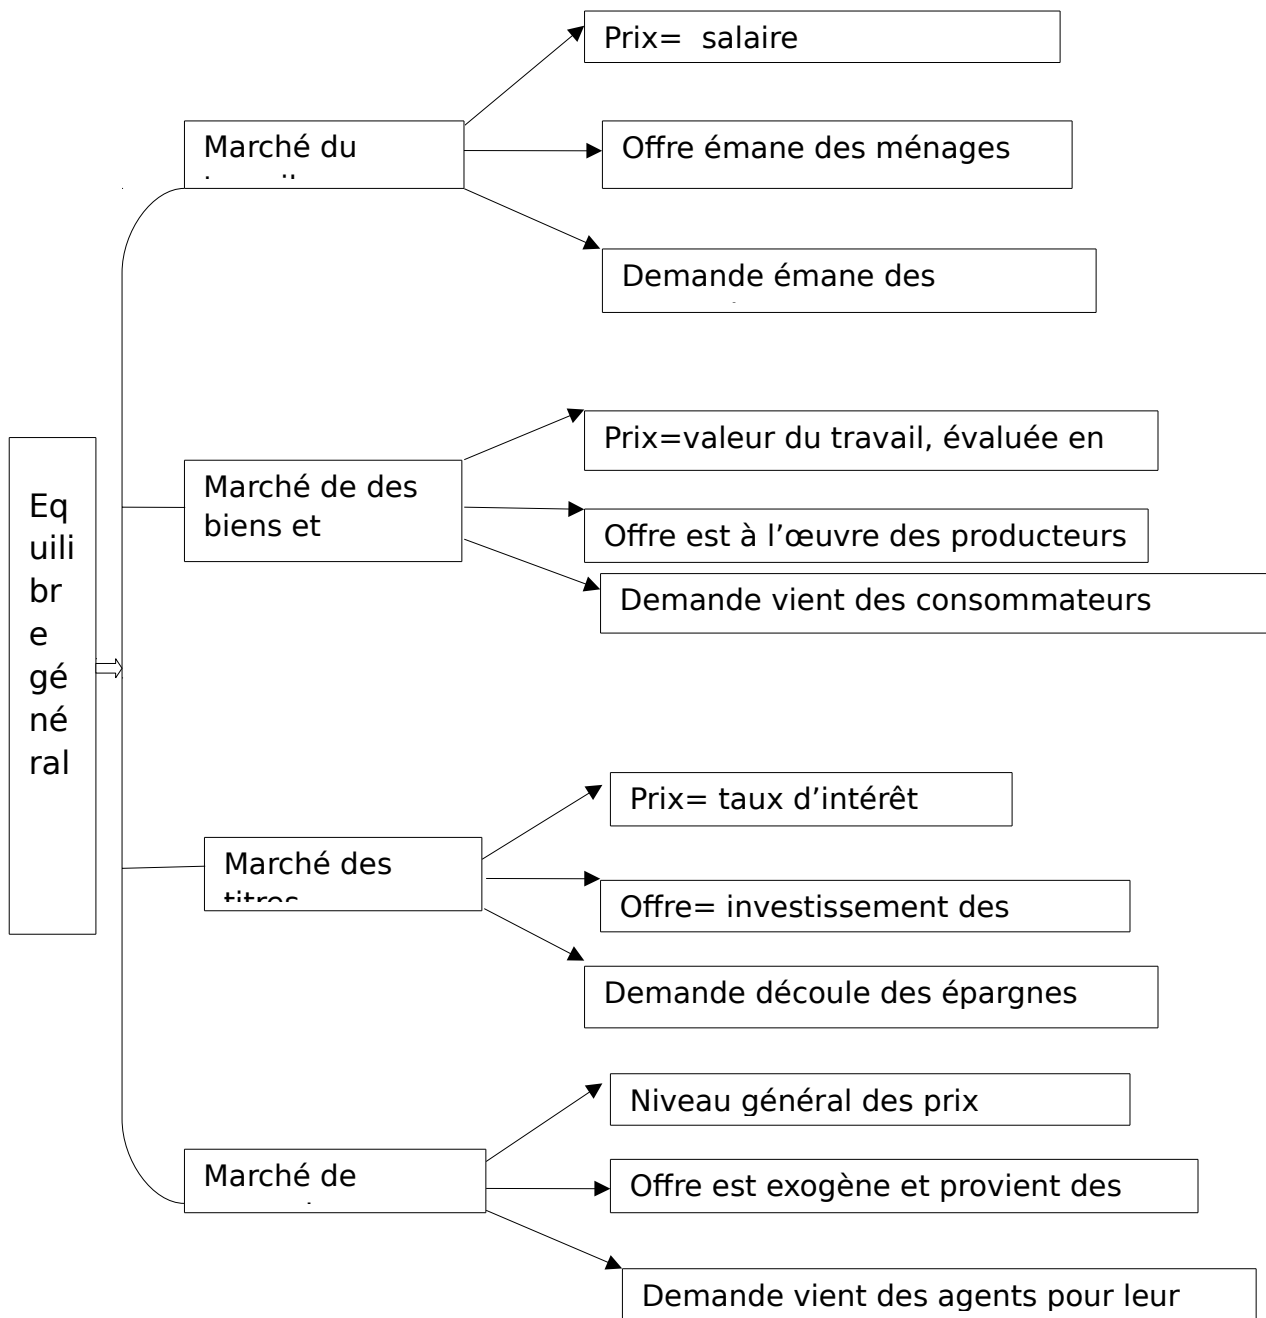 Prix=  salaire
Marché du
Offre émane des ménages
Demande émane des
Prix=valeur du travail, évaluée en
Marché de des
biens et
Offre est à l’œuvre des producteurs
Demande vient des consommateurs
Eq
uili
br
e
gé
né
ral
Prix= taux d’intérêt
Marché des
titres
Offre= investissement des
Demande découle des épargnes
Niveau général des prix
Marché de
Offre est exogène et provient des
Demande vient des agents pour leur